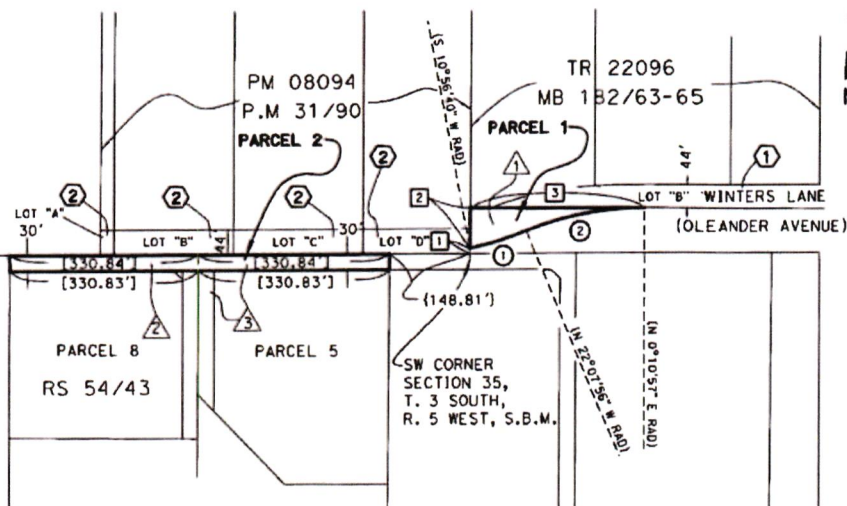 PM 08094
P.M 31/90
PARCEL 2
TR 22096
MB 182/63-65
PARCEL 1
(S 10°56'40" W RAD)
44'
1
1
2
2
2
2
2
3
LOT "A"
30'
LOT "B"
44'
LOT "C"
30'
LOT "D"
1
LOT "B" WINTERS LANE
(OLEANDER AVENUE)
1
2
[330.84']
[330.84']
[330.83']
[330.83']
{148.81'}
2
3
PARCEL 8
PARCEL 5
RS 54/43
SW CORNER
SECTION 35,
T. 3 SOUTH,
R. 5 WEST, S.B.M.
(N 22°07'56" W RAD)
(N 0°10'57" E RAD)